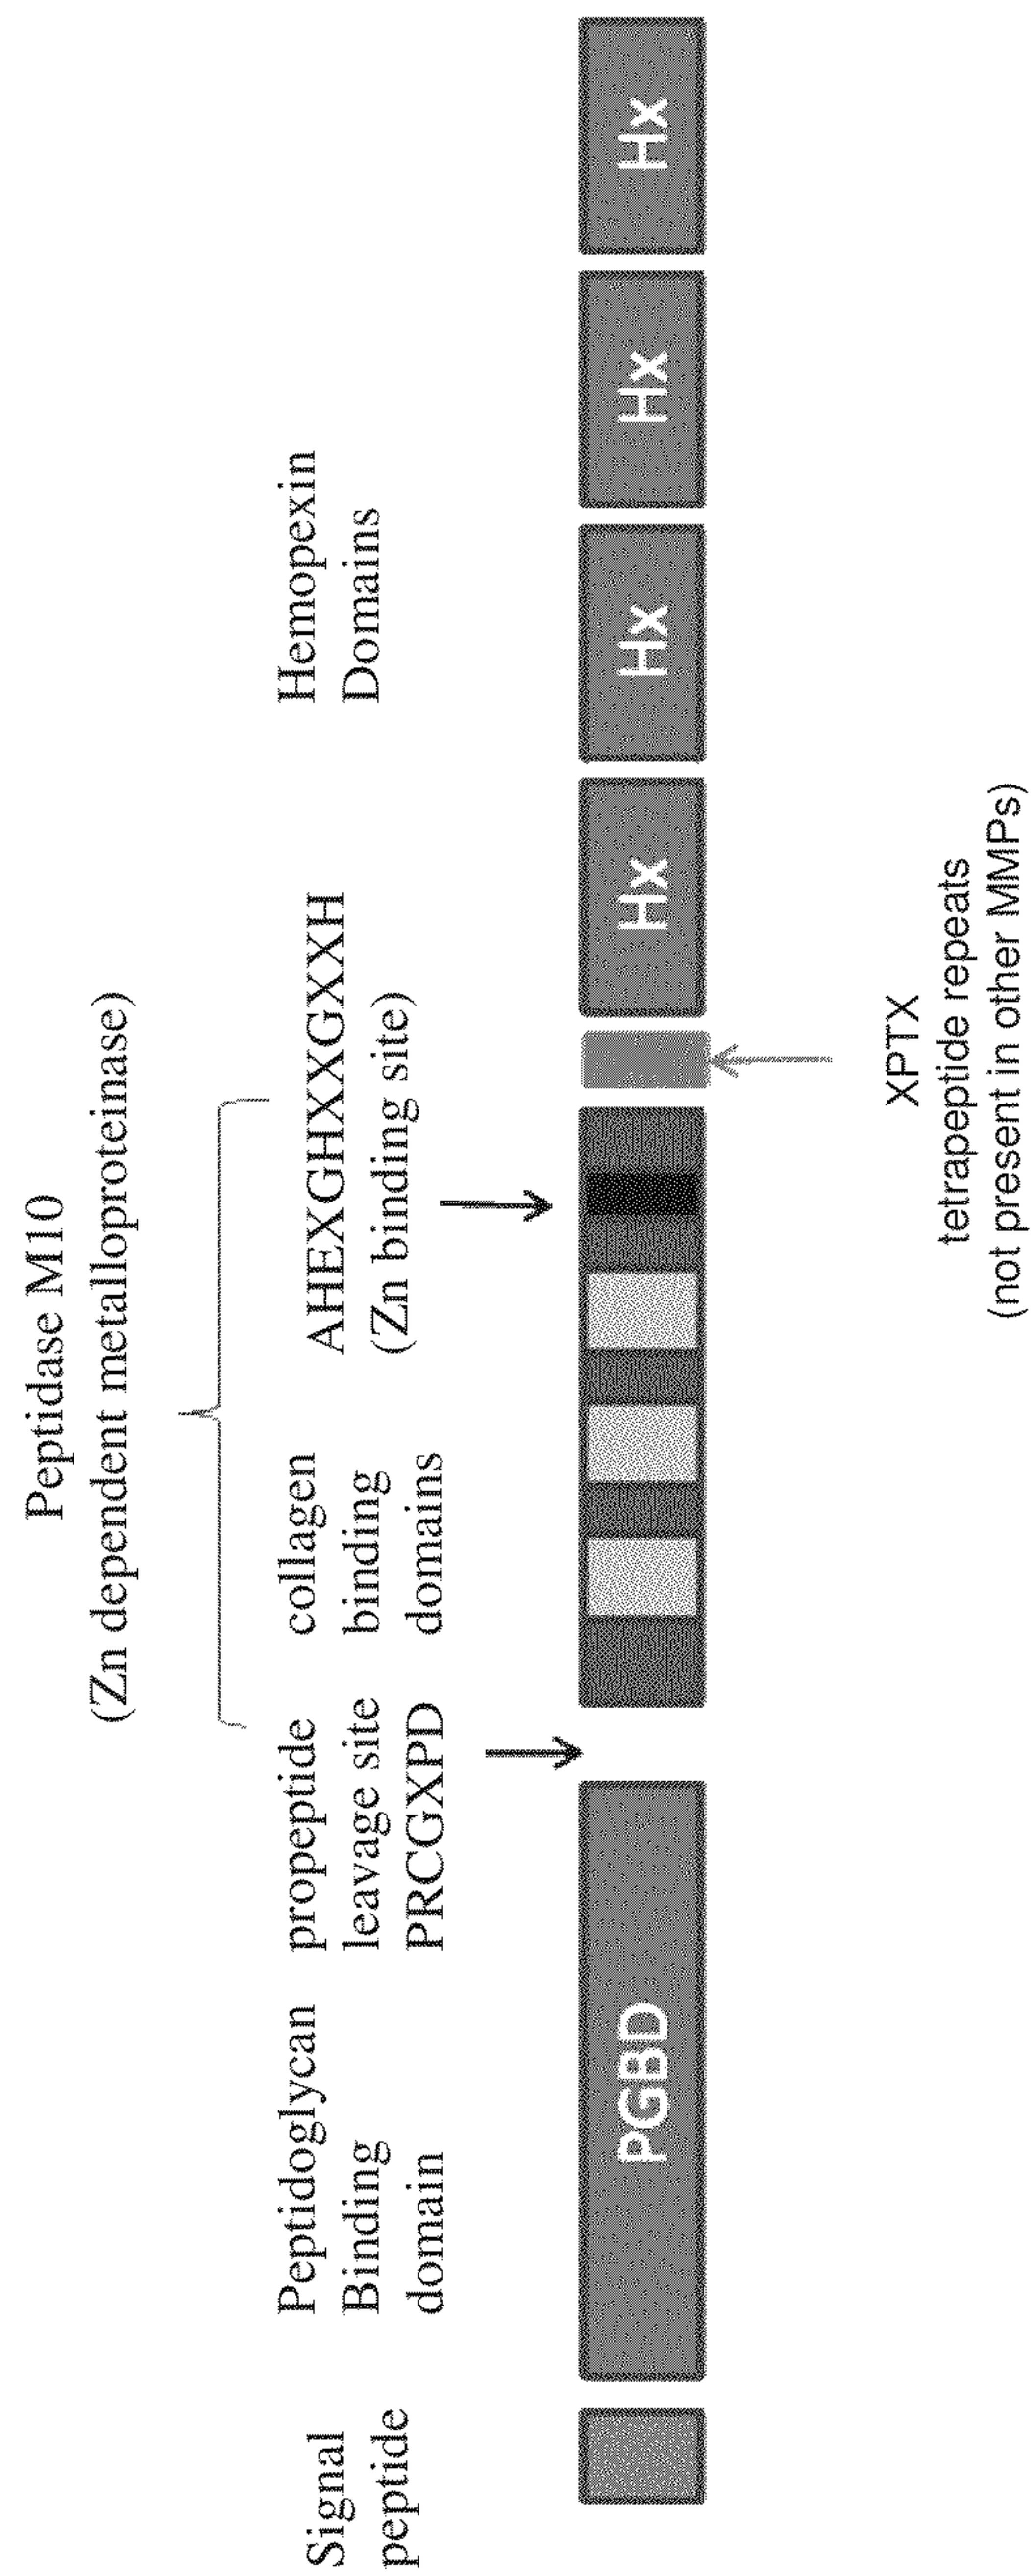 Peptidase M10
(Zn dependent metalloproteinase)
Signal
peptide
Peptidoglycan
Binding
domain
propeptide
leavage site
PRCGXPD
collagen
binding
domains
AHEXGHXXGXXH
(Zn binding site)
Hemopexin
Domains
PGBD
Hx
Hx
Hx
Hx
XPTX
tetrapeptide repeats
(not present in other MMPs)